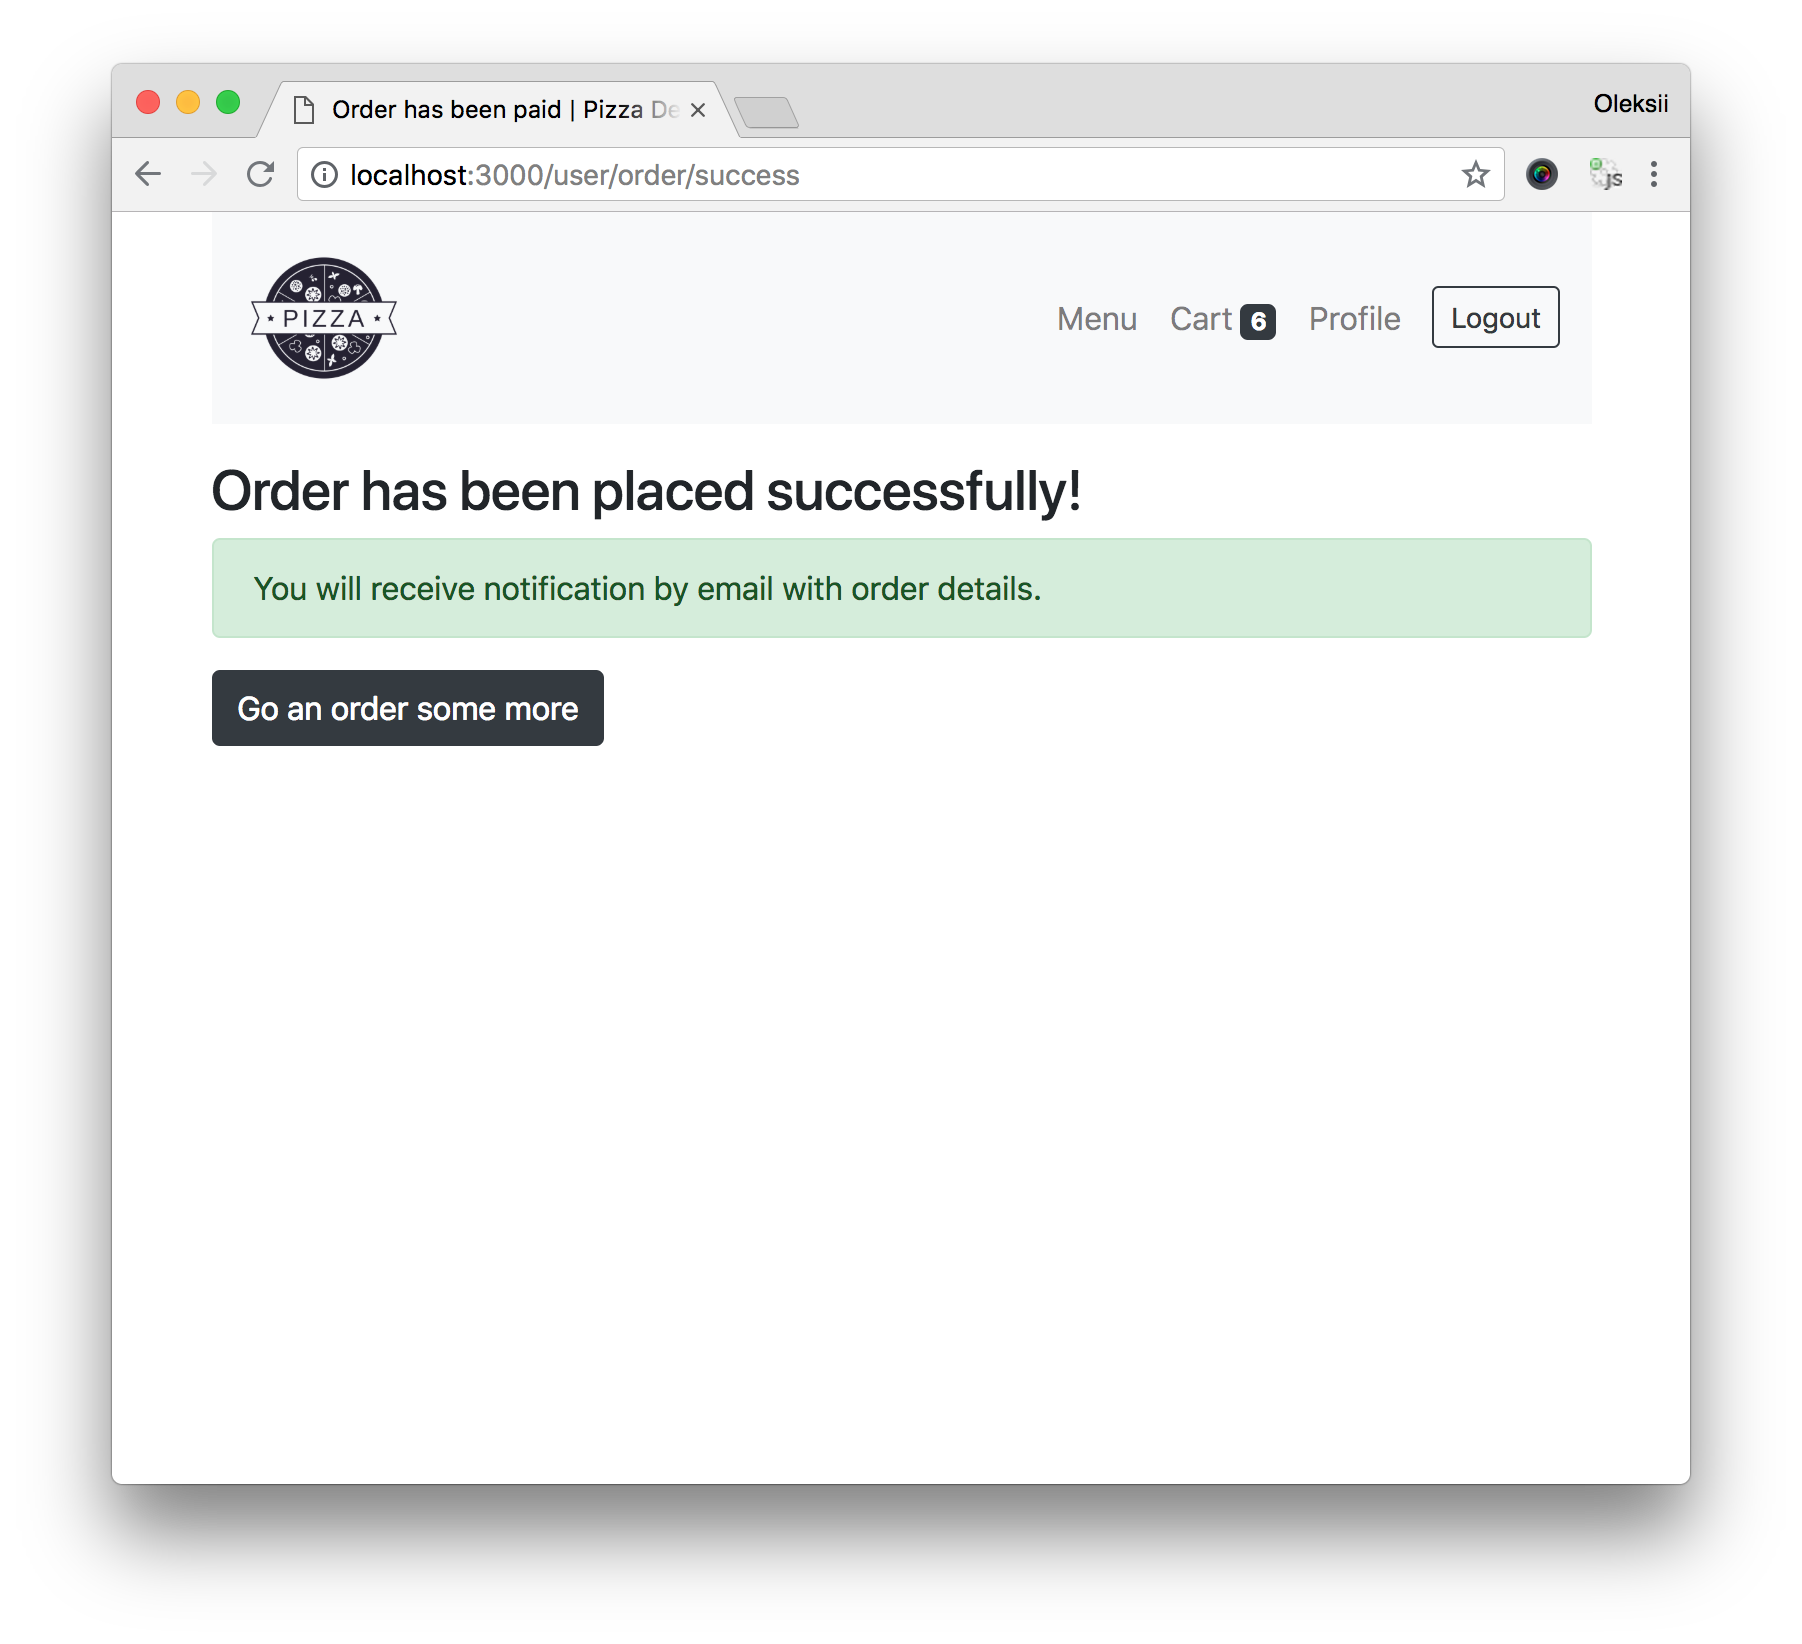 Order has been paid | Pizza De
Oleksii
localhost:3000/user/order/success
js
PIZZA
Menu Cart 6 Profile Logout
Order has been placed successfully!
You will receive notification by email with order details.
Go an order some more